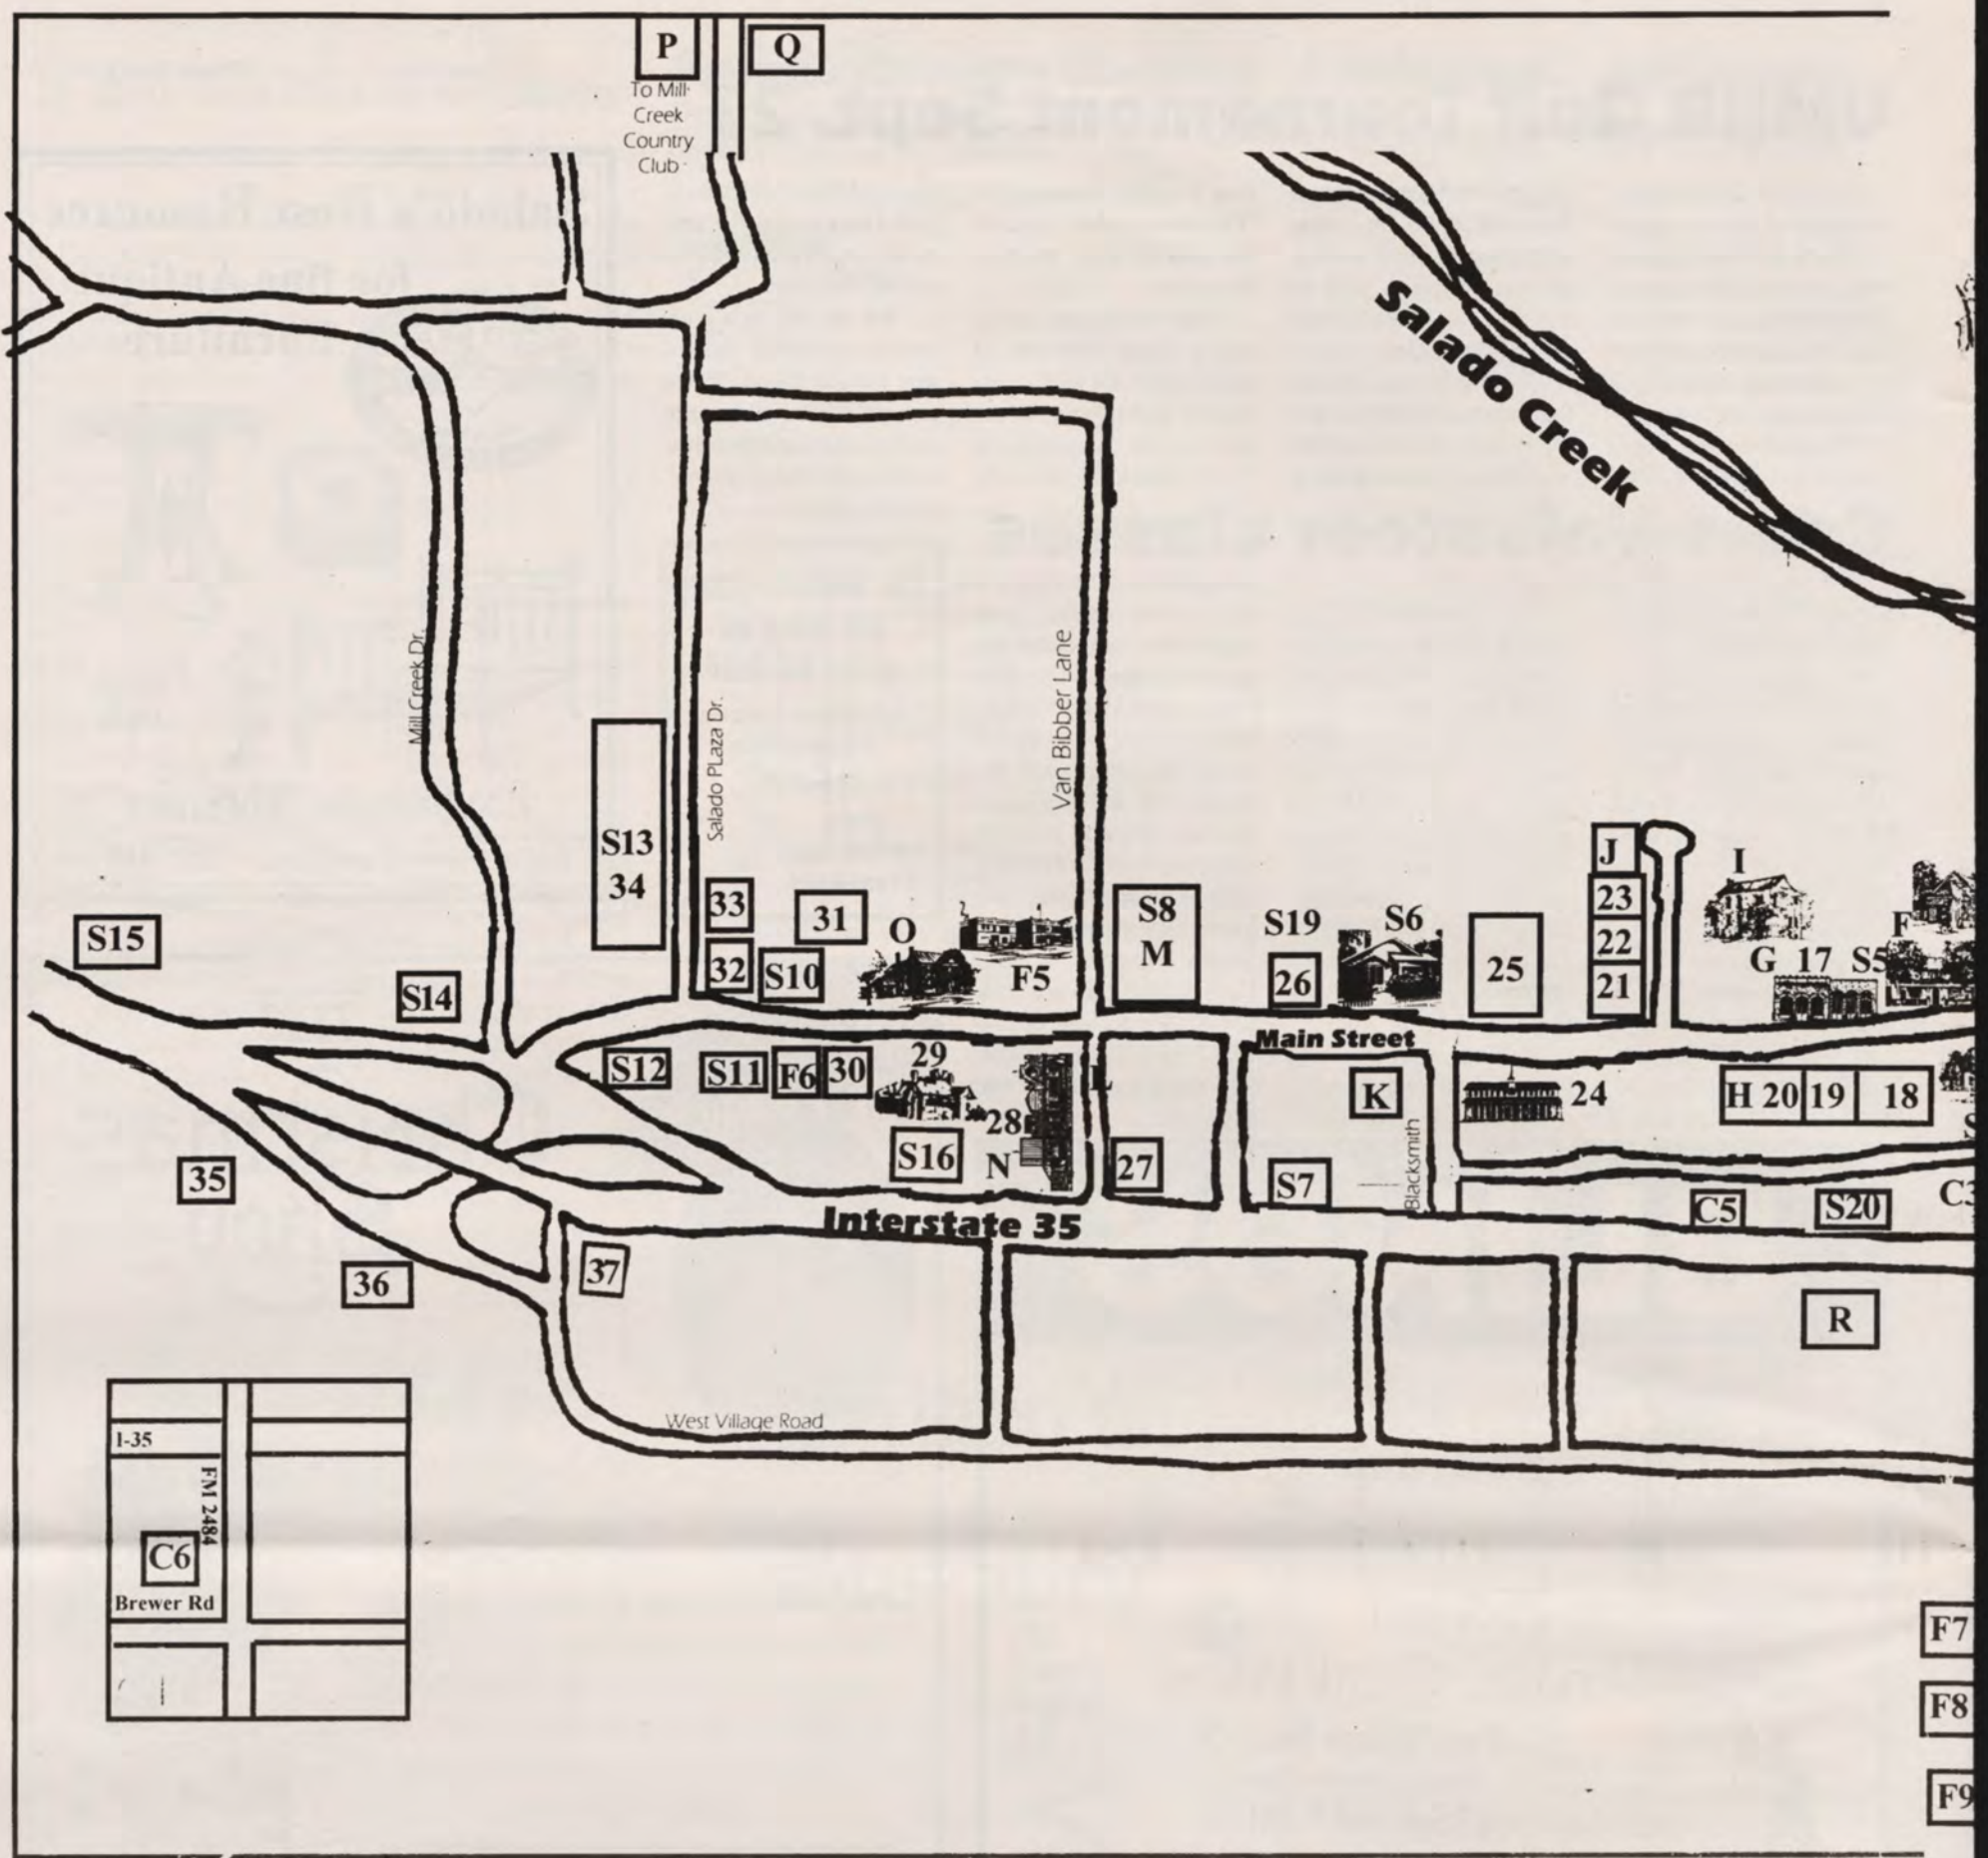 P
Q
To Mill
Creek
Country
Club
Salado Creek
Mill Creek Dr.
Salado PLaza Dr.
Van Bibber Lane
S13
34
33
32
31
S10
O
F5
S8
M
S19
26
S6
25
J
23
22
21
I
F
G 17 S5
S15
S14
Main Street
S12
S11
F6
30
29
28
S16
N
L
27
K
S7
Blacksmith
24
H 20 19 18
C5
S20
35
36
37
Interstate 35
R
West Village Road
I-35
FM 2484
C6
Brewer Rd
F7
F8
F9